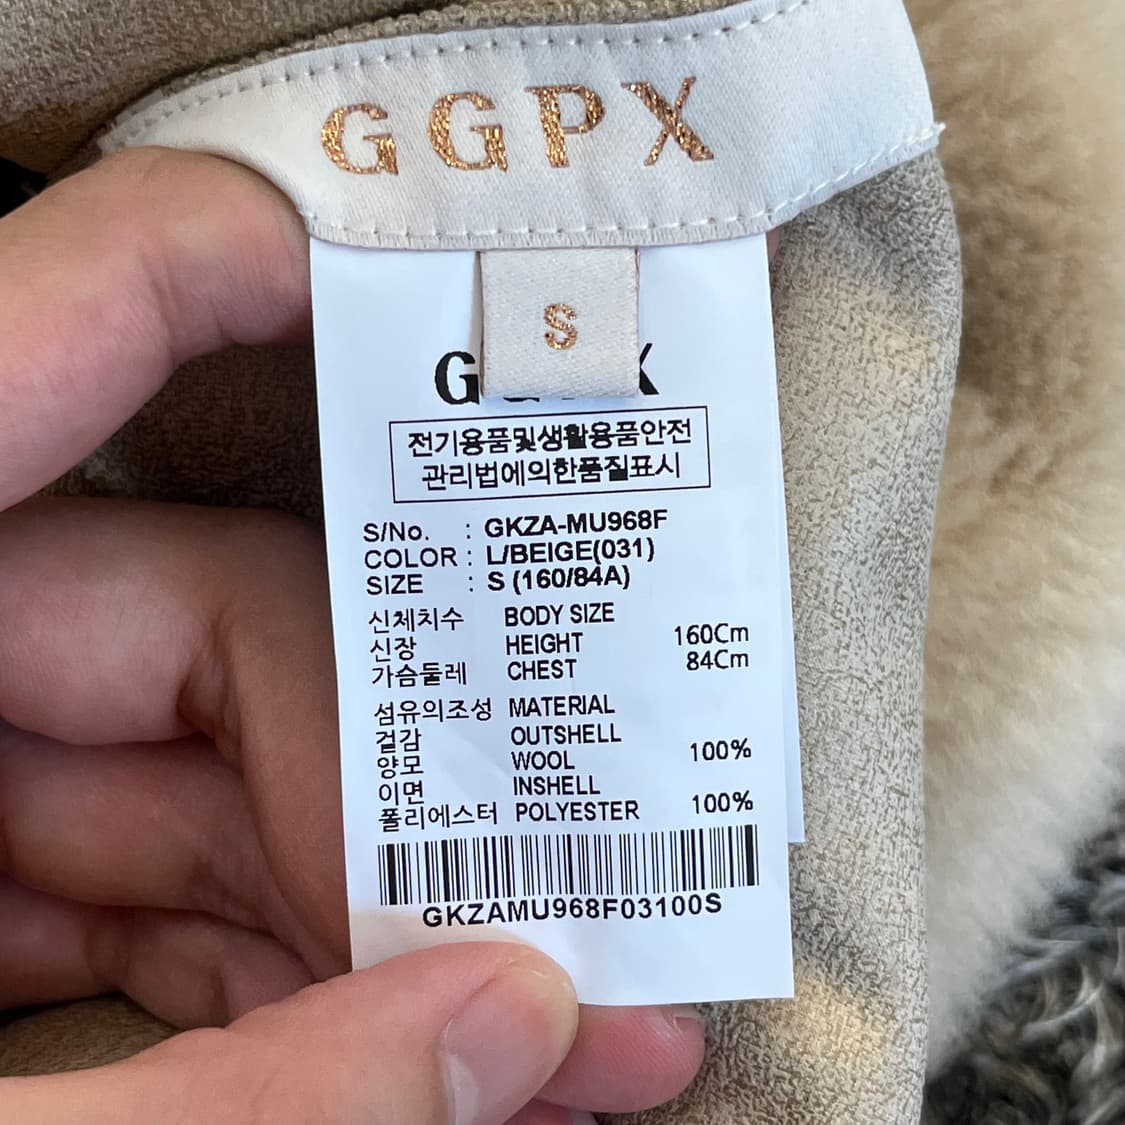 GGPX
S
전기용품및생활용품안전
관리법에의한품질표시
S/No. : GKZA-MU968F
COLOR : L/BEIGE(031)
SIZE : S (160/84A)
신체치수 BODY SIZE
신장 HEIGHT 160Cm
가슴둘레 CHEST 84Cm
섬유의조성 MATERIAL
겉감 OUTSHELL
양모 WOOL 100%
이면 INSHELL
폴리에스터 POLYESTER 100%
GKZAMU968F03100S